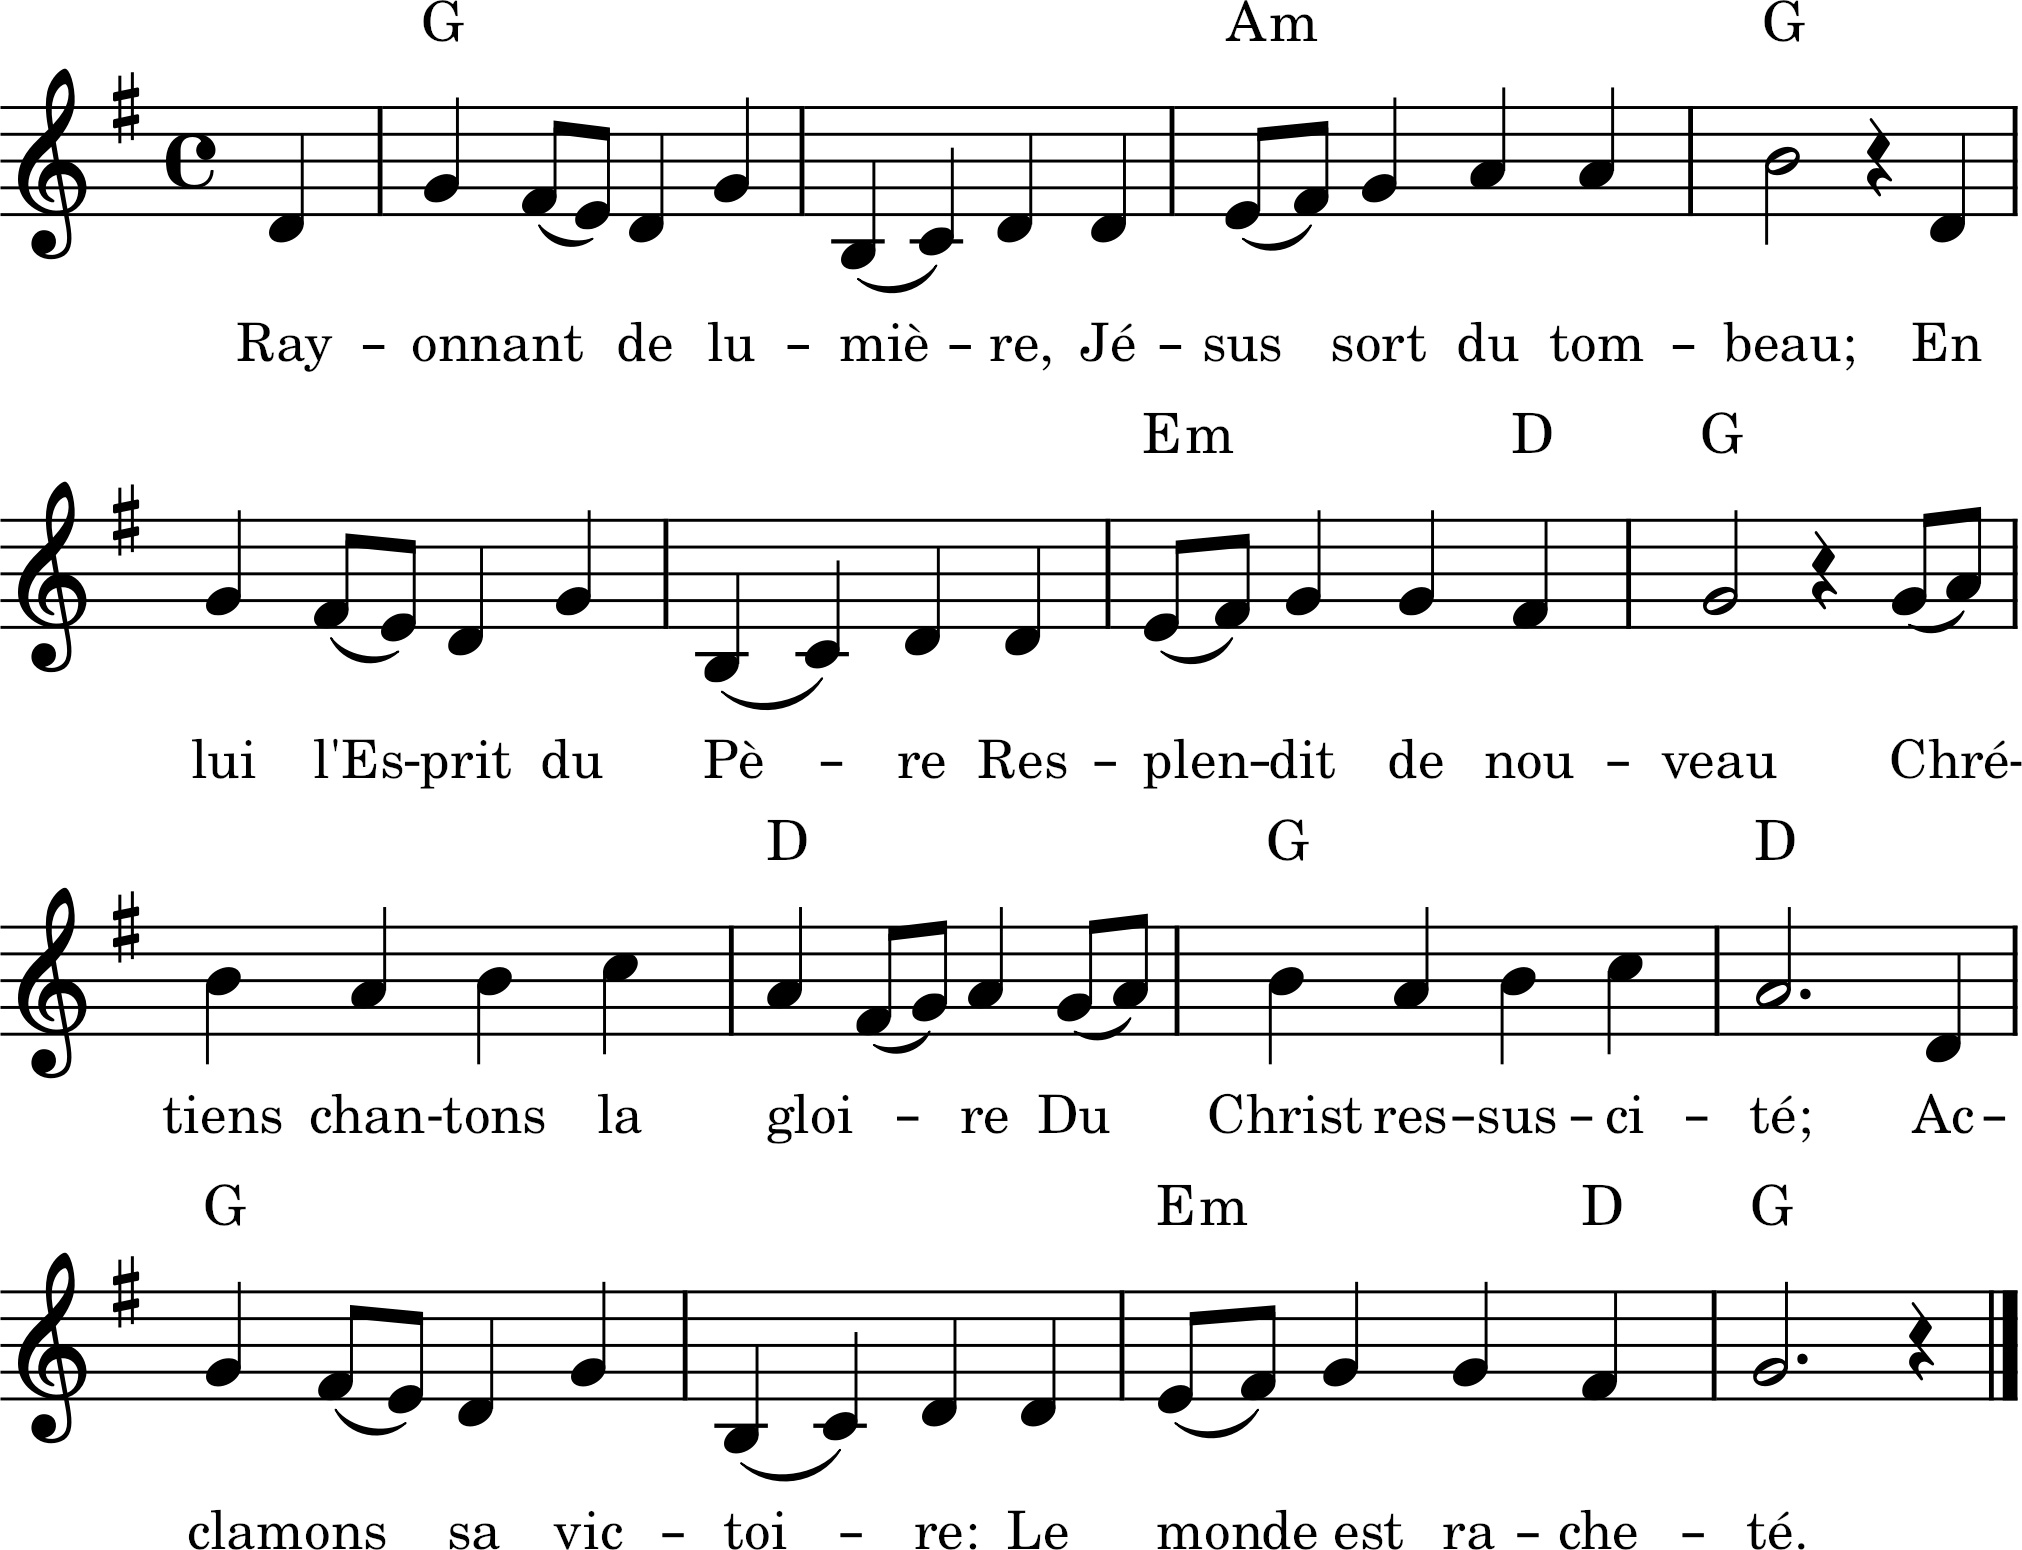 G Am G
Ray - onnant de lu - miè - re, Jé - sus sort du tom - beau; En
Em D G
lui l'Es-prit du Pè - re Res - plen-dit de nou - veau Chré-
D G D
tiens chan-tons la gloi - re Du Christ res-sus - ci - té; Ac -
G Em D G
clamons sa vic - toi - re: Le monde est ra - che - té.